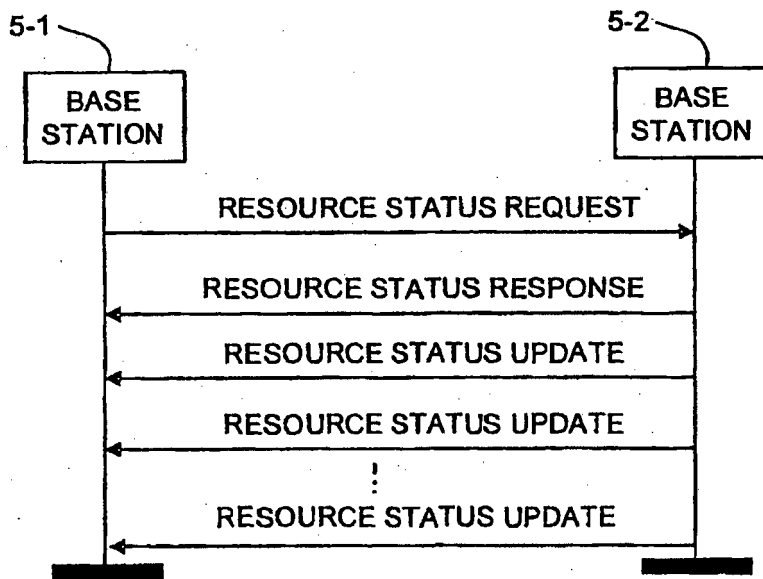 5-1
5-2
BASE
STATION
BASE
STATION
RESOURCE STATUS REQUEST
RESOURCE STATUS RESPONSE
RESOURCE STATUS UPDATE
RESOURCE STATUS UPDATE
RESOURCE STATUS UPDATE